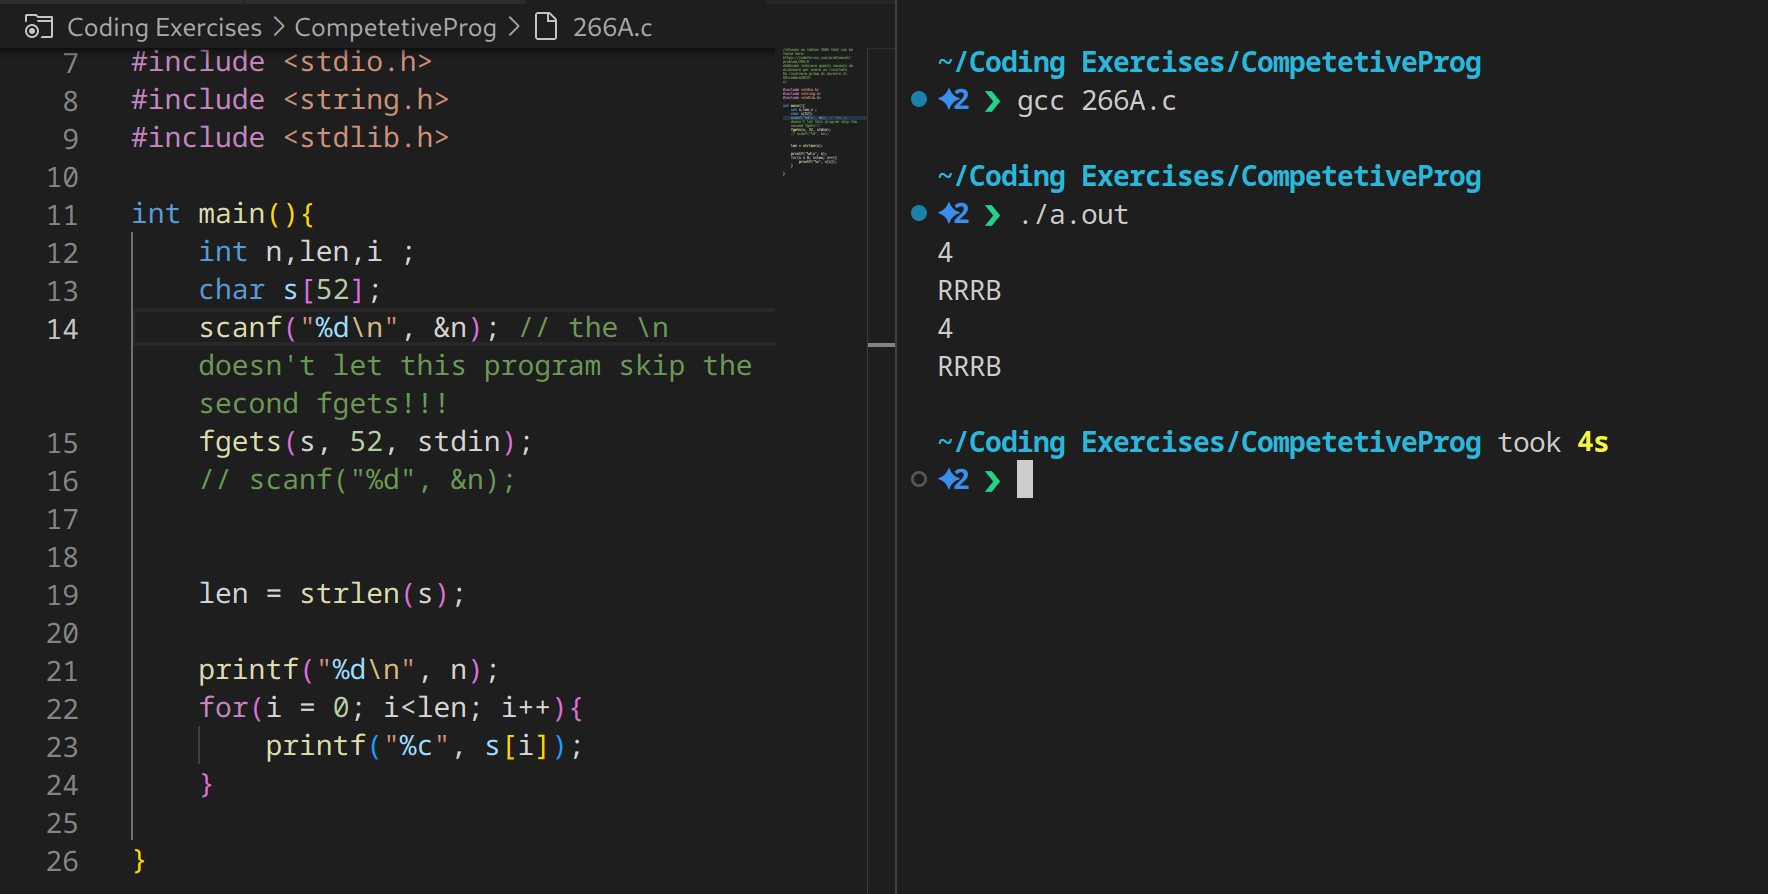 Coding Exercises > CompetetiveProg > 266A.c
7 #include <stdio.h>
8 #include <string.h>
9 #include <stdlib.h>
10
11 int main(){
12 int n,len,i ;
13 char s[52];
14 scanf("%d\n", &n); // the \n
doesn't let this program skip the
second fgets!!!
15 fgets(s, 52, stdin);
16 // scanf("%d", &n);
17
18
19 len = strlen(s);
20
21 printf("%d\n", n);
22 for(i = 0; i<len; i++){
23 printf("%c", s[i]);
24 }
25
26 }
~/Coding Exercises/CompetetiveProg
✦2 ❯ gcc 266A.c
~/Coding Exercises/CompetetiveProg
✦2 ❯ ./a.out
4
RRRB
4
RRRB
~/Coding Exercises/CompetetiveProg took 4s
✦2 ❯